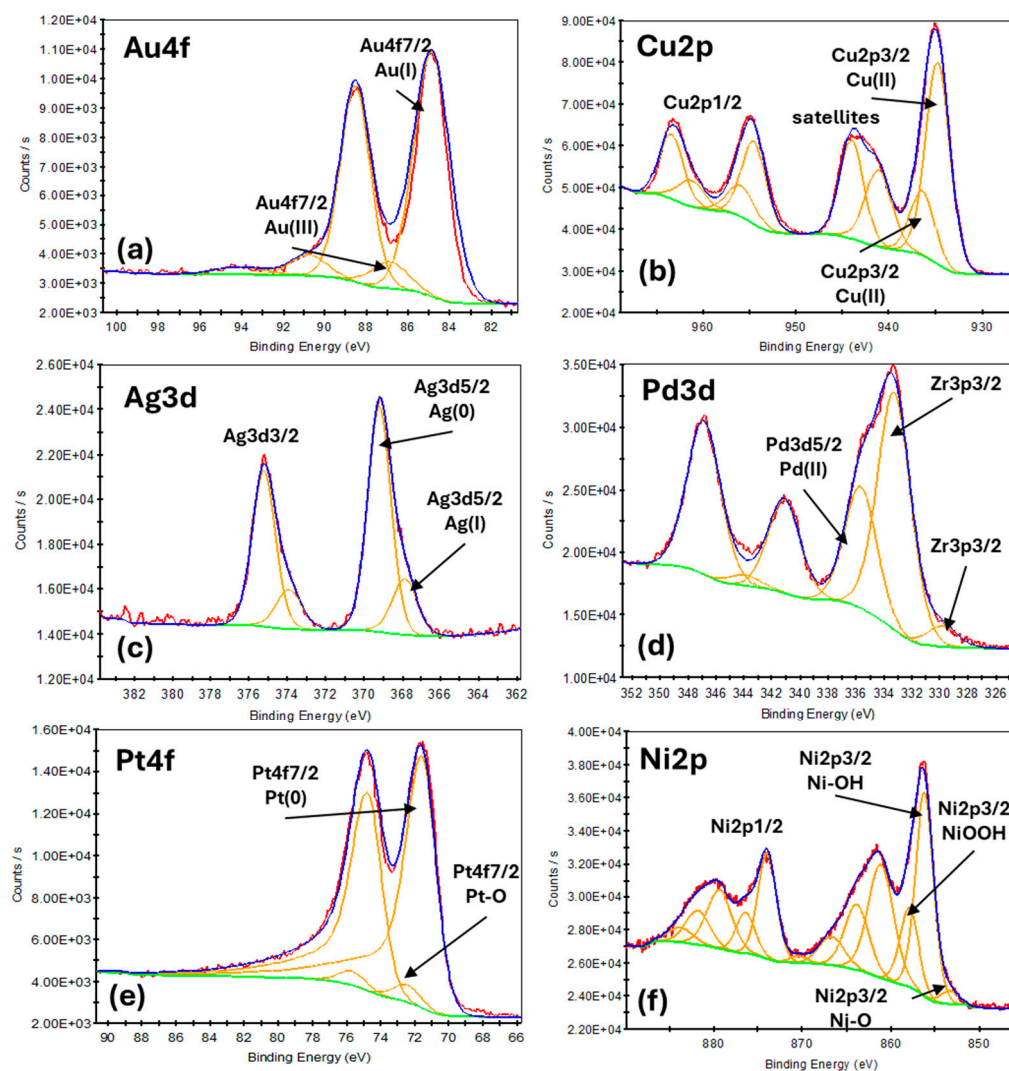 Au4f
Au4f7/2
Au(I)
Au4f7/2
Au(III)
(a)
Counts / s
1.20E+04
1.10E+04
1.00E+04
9.00E+03
8.00E+03
7.00E+03
6.00E+03
5.00E+03
4.00E+03
3.00E+03
2.00E+03
100 98 96 94 92 90 88 86 84 82
Binding Energy (eV)
Cu2p
Cu2p3/2
Cu(II)
Cu2p1/2
satellites
Cu2p3/2
Cu(II)
(b)
Counts / s
9.00E+04
8.00E+04
7.00E+04
6.00E+04
5.00E+04
4.00E+04
3.00E+04
2.00E+04
960 950 940 930
Binding Energy (eV)
Ag3d
Ag3d5/2
Ag(0)
Ag3d3/2
Ag3d5/2
Ag(I)
(c)
Counts / s
2.60E+04
2.40E+04
2.20E+04
2.00E+04
1.80E+04
1.60E+04
1.40E+04
1.20E+04
382 380 378 376 374 372 370 368 366 364 362
Binding Energy (eV)
Pd3d
Zr3p3/2
Pd3d5/2
Pd(II)
Zr3p3/2
(d)
Counts / s
3.50E+04
3.00E+04
2.50E+04
2.00E+04
1.50E+04
1.00E+04
352 350 348 346 344 342 340 338 336 334 332 330 328 326
Binding Energy (eV)
Pt4f
Pt4f7/2
Pt(0)
Pt4f7/2
Pt-O
(e)
Counts / s
1.60E+04
1.40E+04
1.20E+04
1.00E+04
8.00E+03
6.00E+03
4.00E+03
2.00E+03
90 88 86 84 82 80 78 76 74 72 70 68 66
Binding Energy (eV)
Ni2p
Ni2p3/2
Ni-OH
Ni2p3/2
NiOOH
Ni2p1/2
Ni2p3/2
Ni-O
(f)
Counts / s
4.00E+04
3.80E+04
3.60E+04
3.40E+04
3.20E+04
3.00E+04
2.80E+04
2.60E+04
2.40E+04
2.20E+04
880 870 860 850
Binding Energy (eV)